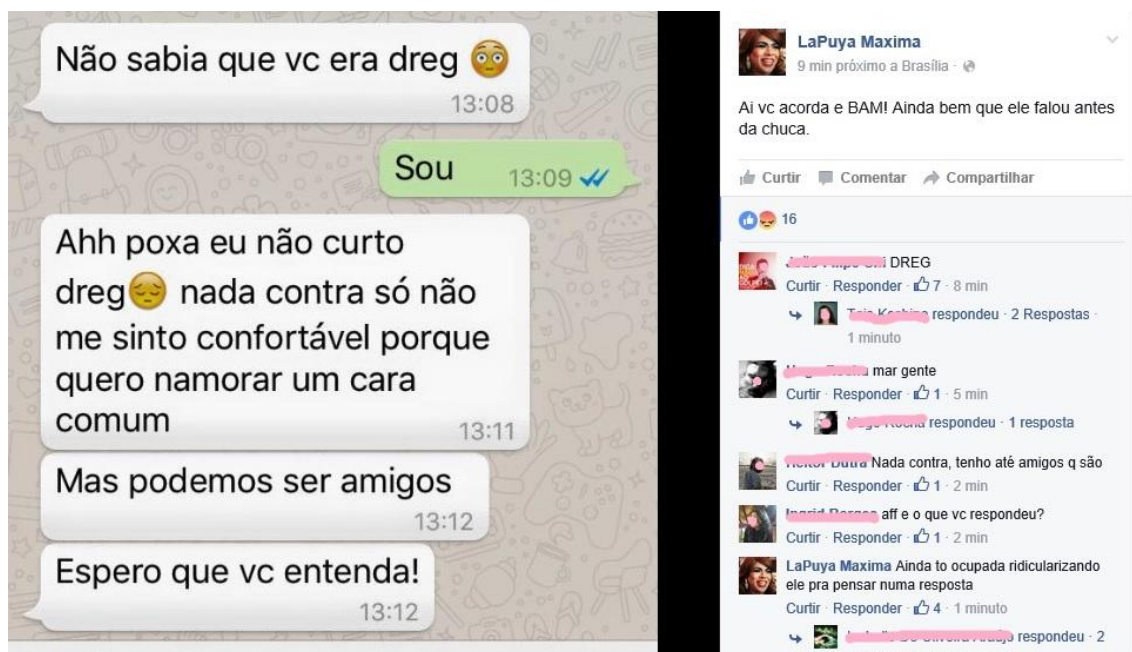 Não sabia que vc era dreg 😳
13:08
Sou 13:09
Ahh poxa eu não curto
dreg😔 nada contra só não
me sinto confortável porque
quero namorar um cara
comum
13:11
Mas podemos ser amigos
13:12
Espero que vc entenda!
13:12
LaPuya Maxima
9 min próximo a Brasília ·
Ai vc acorda e BAM! Ainda bem que ele falou antes
da chuca.
Curtir Comentar Compartilhar
16
DREG
Curtir · Responder · 7 · 8 min
respondeu · 2 Respostas ·
1 minuto
mar gente
Curtir · Responder · 1 · 5 min
respondeu · 1 resposta
Nada contra, tenho até amigos q são
Curtir · Responder · 1 · 2 min
aff e o que vc respondeu?
Curtir · Responder · 1 · 2 min
LaPuya Maxima Ainda to ocupada ridicularizando
ele pra pensar numa resposta
Curtir · Responder · 4 · 1 minuto
respondeu · 2